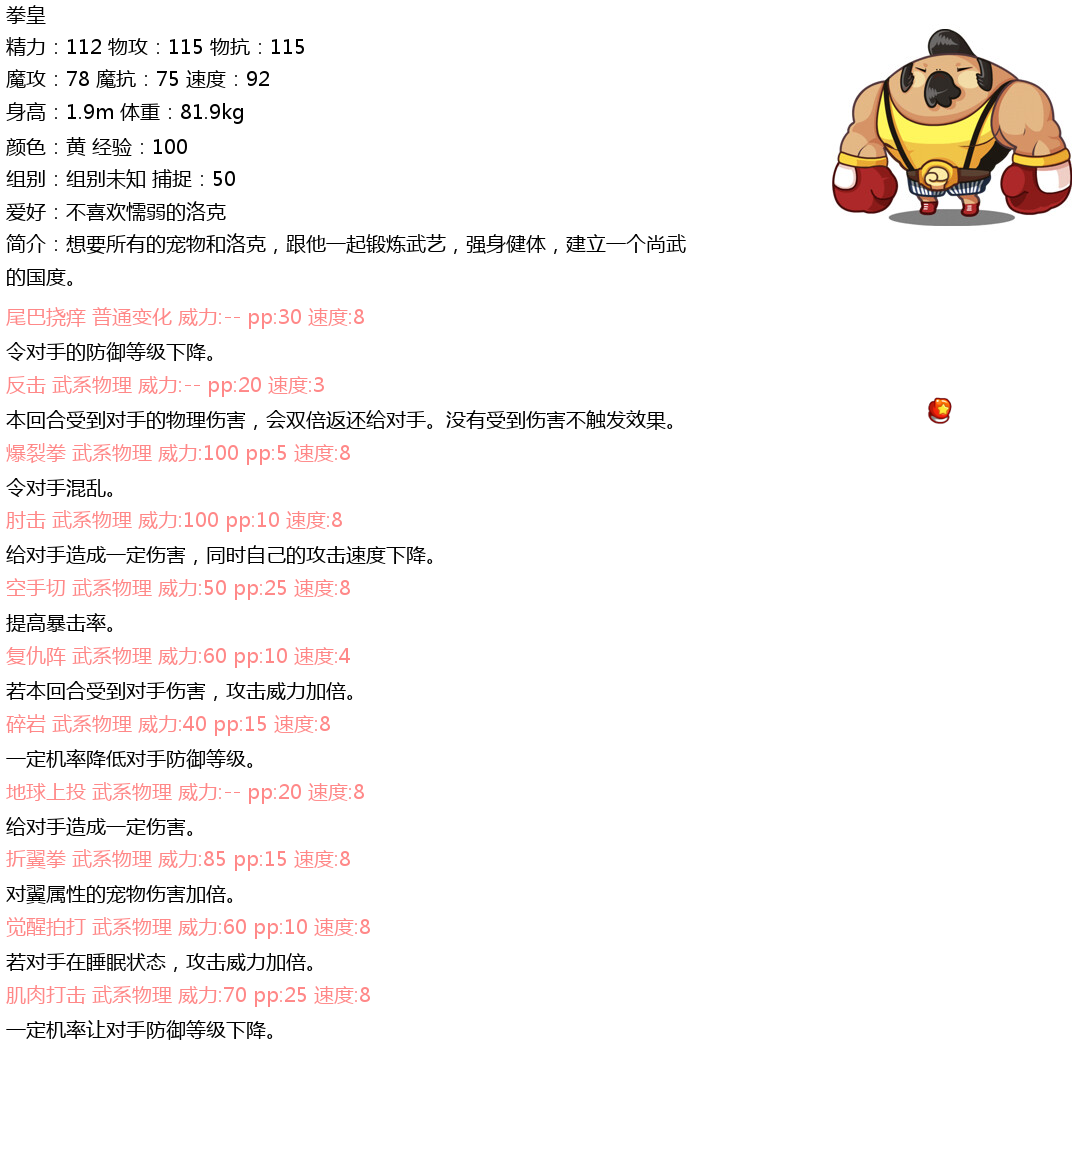 拳皇
精力：112 物攻：115 物抗：115
魔攻：78 魔抗：75 速度：92
身高：1.9m 体重：81.9kg
颜色：黄 经验：100
组别：组别未知 捕捉：50
爱好：不喜欢懦弱的洛克
简介：想要所有的宠物和洛克，跟他一起锻炼武艺，强身健体，建立一个尚武
的国度。
尾巴挠痒 普通变化 威力:-- pp:30 速度:8
令对手的防御等级下降。
反击 武系物理 威力:-- pp:20 速度:3
本回合受到对手的物理伤害，会双倍返还给对手。没有受到伤害不触发效果。
爆裂拳 武系物理 威力:100 pp:5 速度:8
令对手混乱。
肘击 武系物理 威力:100 pp:10 速度:8
给对手造成一定伤害，同时自己的攻击速度下降。
空手切 武系物理 威力:50 pp:25 速度:8
提高暴击率。
复仇阵 武系物理 威力:60 pp:10 速度:4
若本回合受到对手伤害，攻击威力加倍。
碎岩 武系物理 威力:40 pp:15 速度:8
一定机率降低对手防御等级。
地球上投 武系物理 威力:-- pp:20 速度:8
给对手造成一定伤害。
折翼拳 武系物理 威力:85 pp:15 速度:8
对翼属性的宠物伤害加倍。
觉醒拍打 武系物理 威力:60 pp:10 速度:8
若对手在睡眠状态，攻击威力加倍。
肌肉打击 武系物理 威力:70 pp:25 速度:8
一定机率让对手防御等级下降。